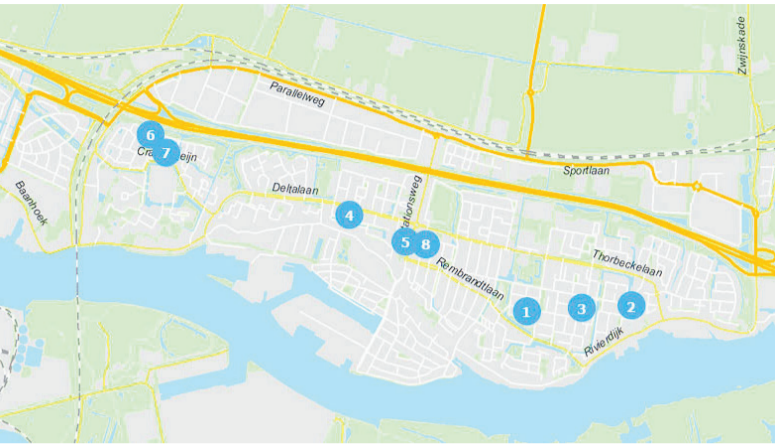 Zwijnskade
Parallelweg
6
7
Sportlaan
Baanhoek
Deltalaan
4
5
8
Rembrandtlaan
Thorbeckelaan
1
3
2
Rivierdijk